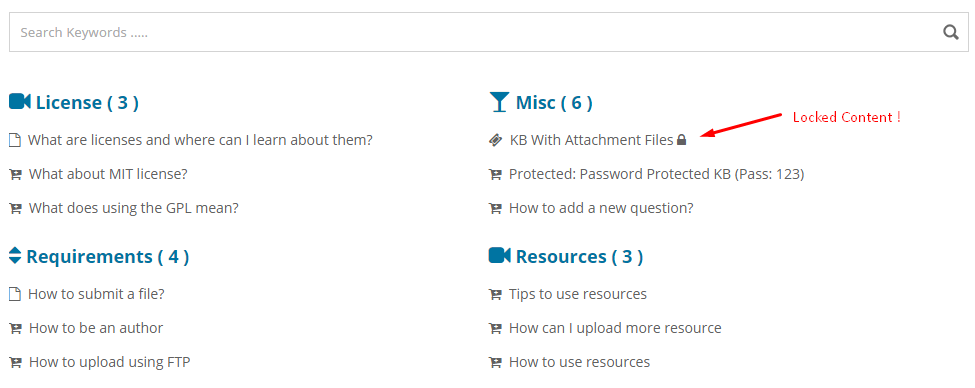 Search Keywords .....
License ( 3 )
What are licenses and where can I learn about them?
What about MIT license?
What does using the GPL mean?
Misc ( 6 )
KB With Attachment Files
Locked Content !
Protected: Password Protected KB (Pass: 123)
How to add a new question?
Requirements ( 4 )
How to submit a file?
How to be an author
How to upload using FTP
Resources ( 3 )
Tips to use resources
How can I upload more resource
How to use resources